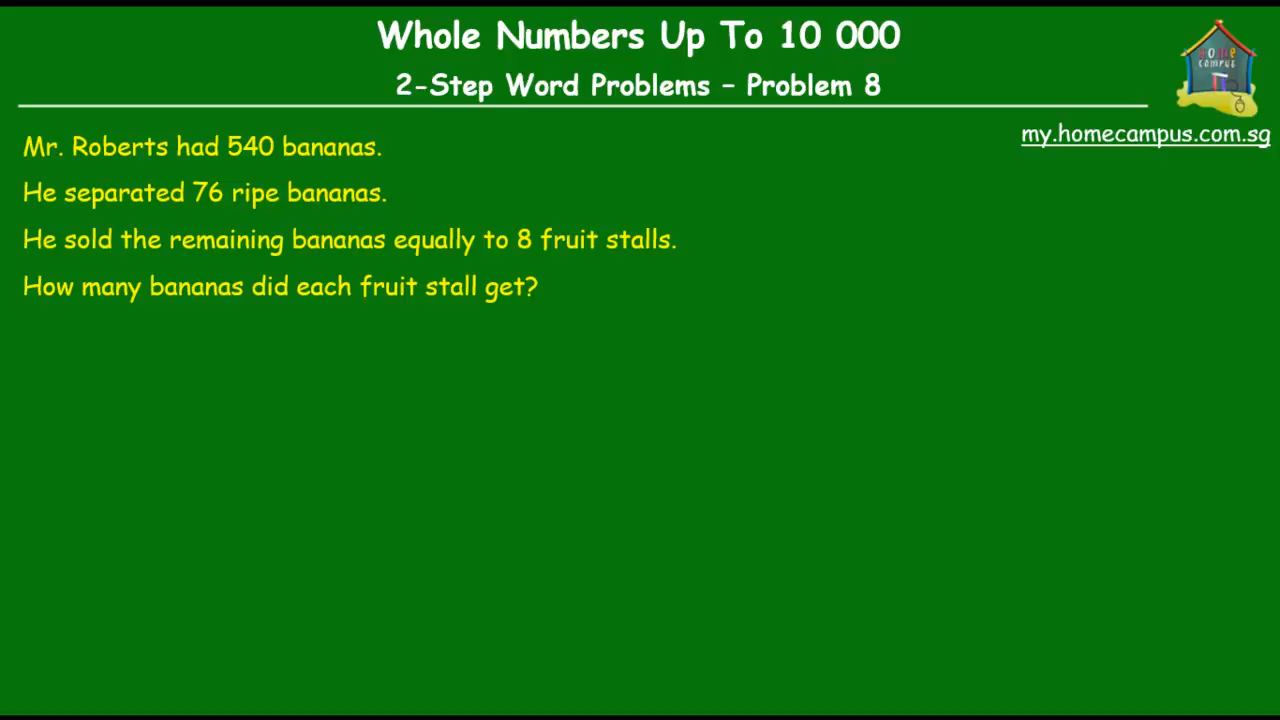 Whole Numbers Up To 10 000
2-Step Word Problems – Problem 8
Home
campus
my.homecampus.com.sg
Mr. Roberts had 540 bananas.
He separated 76 ripe bananas.
He sold the remaining bananas equally to 8 fruit stalls.
How many bananas did each fruit stall get?